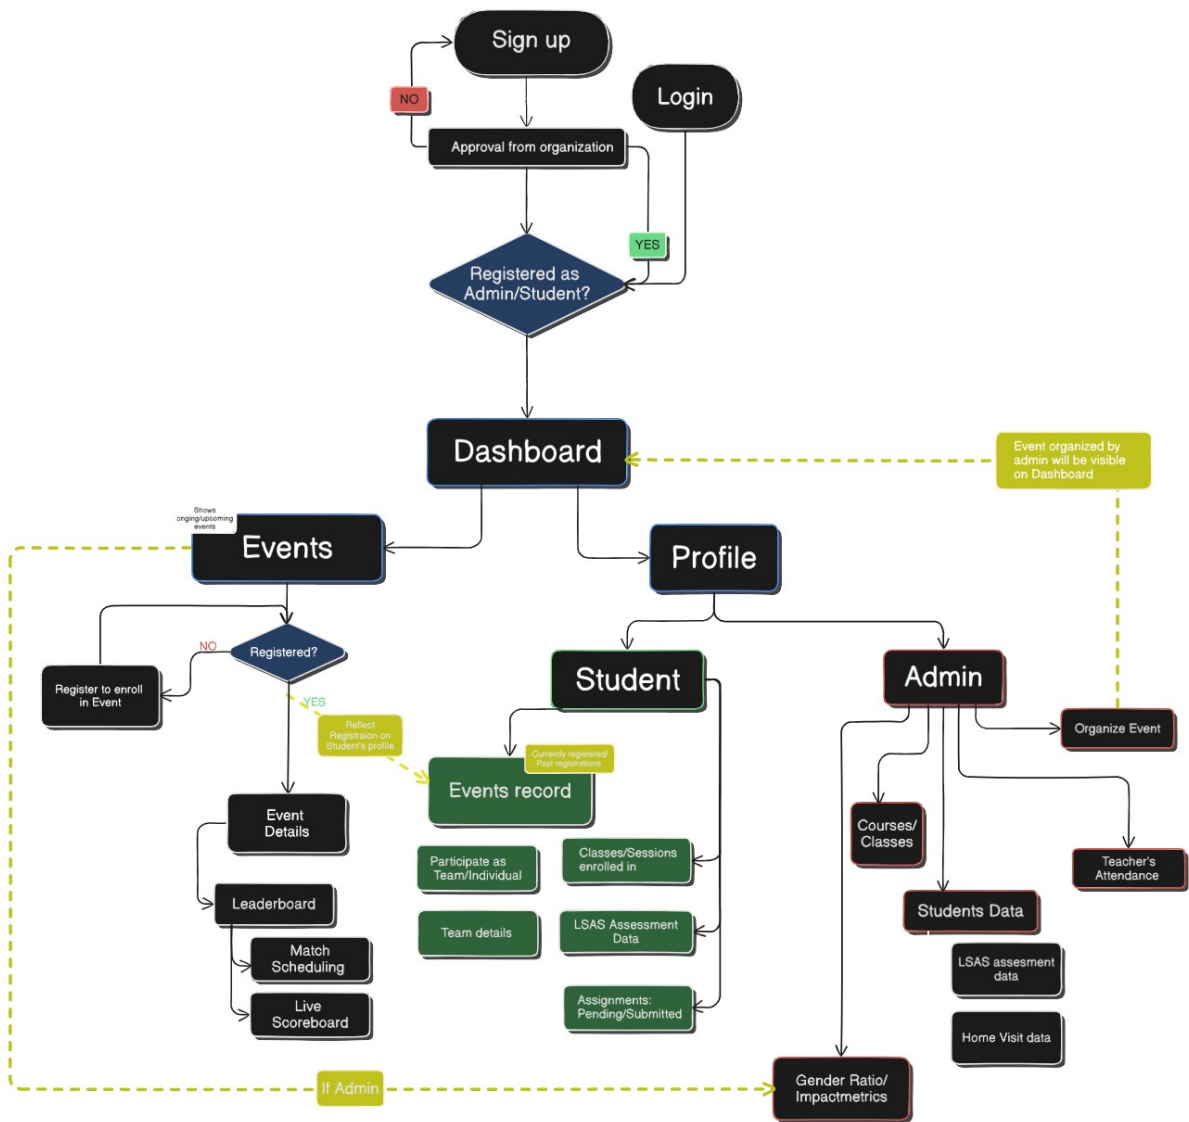 Sign up
Login
NO
Approval from organization
YES
Registered as
Admin/Student?
Dashboard
Event organized by
admin will be visible
on Dashboard
Shows
onging/upcoming
events
Events
Profile
NO
Registered?
Register to enroll
in Event
YES
Reflect
Registraion on
Student's profile
Student
Admin
Organize Event
Currently registered/
Past registrations
Events record
Event
Details
Courses/
Classes
Participate as
Team/Individual
Classes/Sessions
enrolled in
Teacher's
Attendance
Leaderboard
Team details
LSAS Assessment
Data
Students Data
Match
Scheduling
LSAS assesment
data
Live
Scoreboard
Assignments:
Pending/Submitted
Home Visit data
If Admin
Gender Ratio/
Impactmetrics